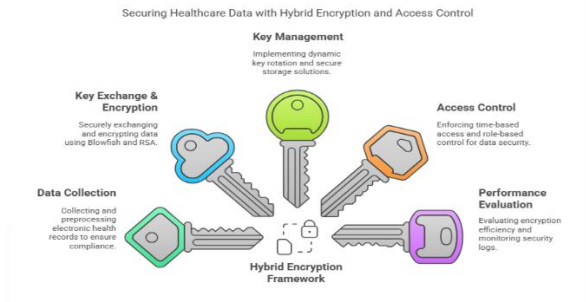 Securing Healthcare Data with Hybrid Encryption and Access Control
Key Management
Implementing dynamic
key rotation and secure
storage solutions.
Key Exchange &
Encryption
Securely exchanging
and encrypting data
using Blowfish and RSA.
Access Control
Enforcing time-based
access and role-based
control for data security.
Data Collection
Collecting and
preprocessing
electronic health
records to ensure
compliance.
Performance
Evaluation
Evaluating encryption
efficiency and
monitoring security
logs.
Hybrid Encryption
Framework